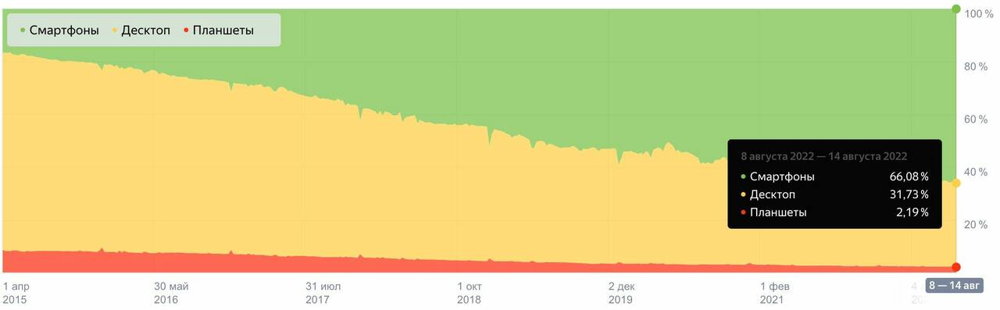 Смартфоны Десктоп Планшеты
100 %
80 %
60 %
8 августа 2022 — 14 августа 2022
Смартфоны 66,08 %
40 %
Десктоп 31,73 %
Планшеты 2,19 %
20 %
1 апр 30 май 31 июл 1 окт 2 дек 1 фев 4 8 — 14 авг
2015 2016 2017 2018 2019 2021